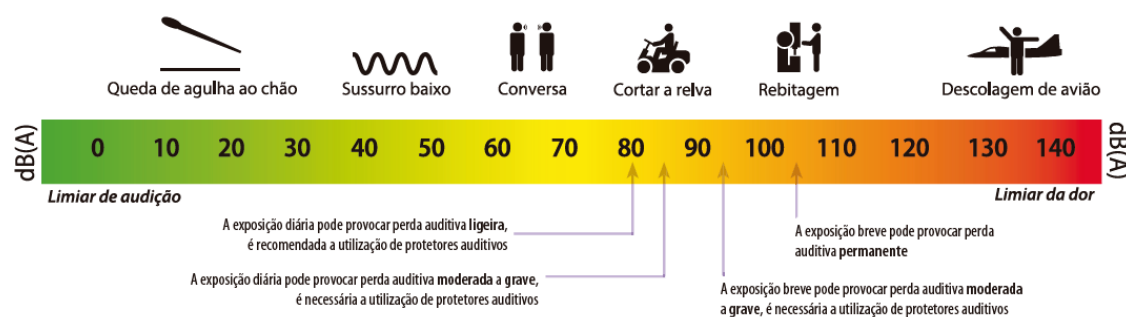 Queda de agulha ao chão
Sussurro baixo
Conversa
Cortar a relva
Rebitagem
Descolagem de avião
dB(A)
0 10 20 30 40 50 60 70 80 90 100 110 120 130 140
dB(A)
Limiar de audição
Limiar da dor
A exposição diária pode provocar perda auditiva ligeira,
é recomendada a utilização de protetores auditivos
A exposição breve pode provocar perda
auditiva permanente
A exposição diária pode provocar perda auditiva moderada a grave,
é necessária a utilização de protetores auditivos
A exposição breve pode provocar perda auditiva moderada
a grave, é necessária a utilização de protetores auditivos